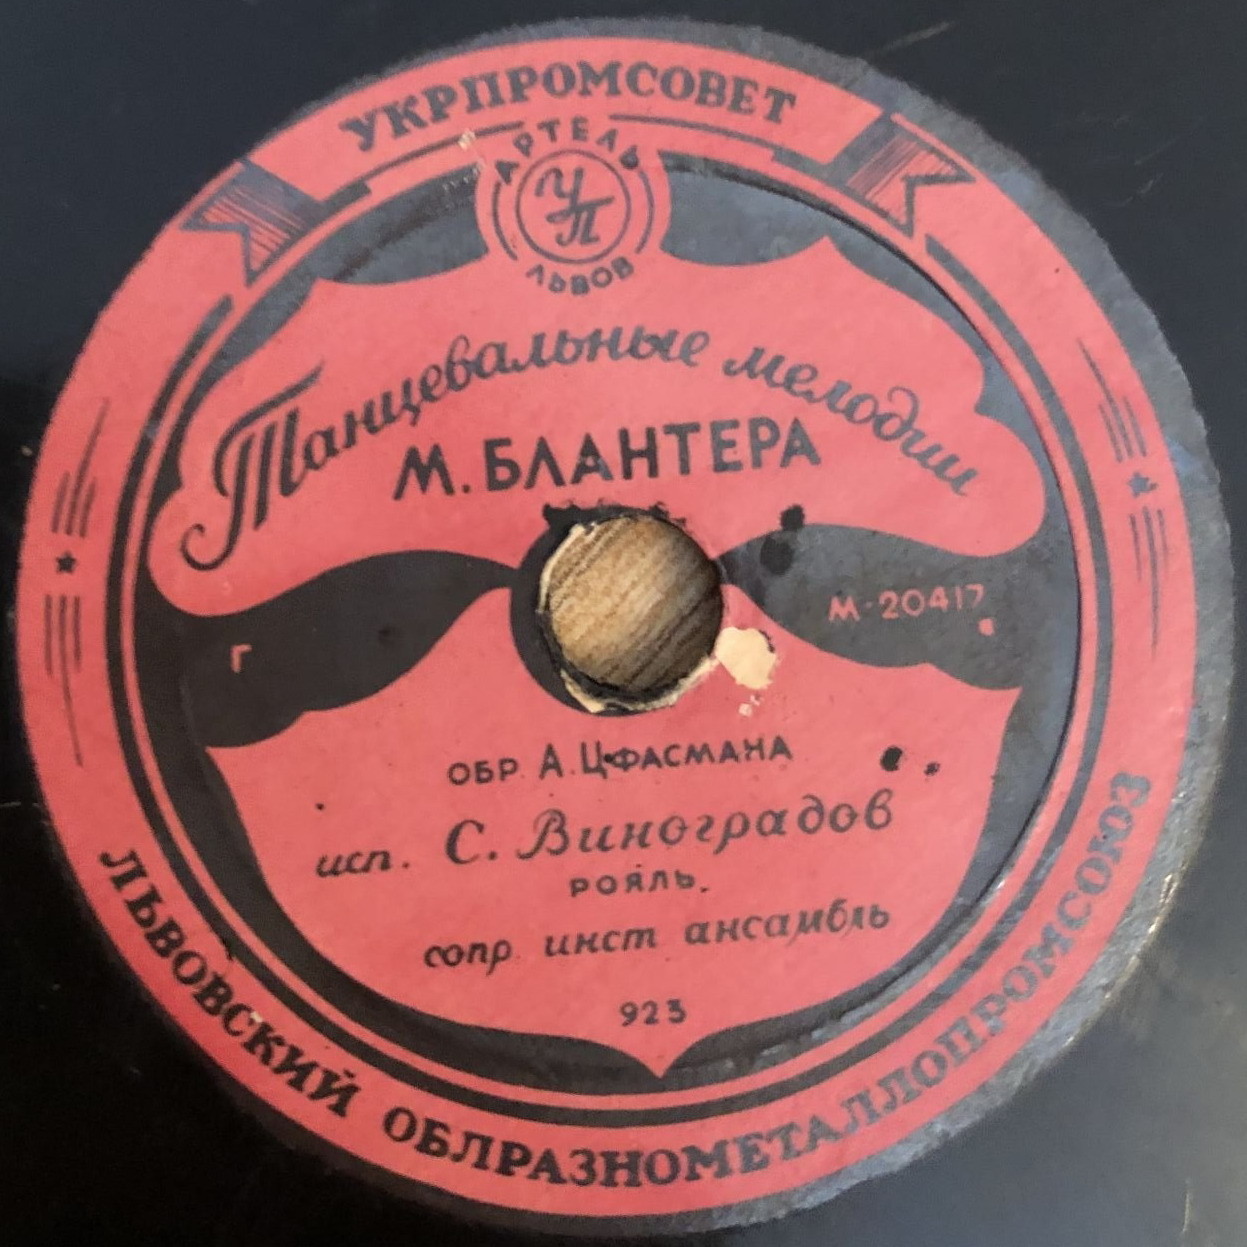 УКРПРОМСОВЕТ
АРТЕЛЬ
УП
ЛЬВОВ
Танцевальные мелодии
М. БЛАНТЕРА
М-20417
Г
ОБР. А. ЦФАСМАНА
исп. С. Виноградов
РОЯЛЬ.
сопр инст ансамбль
923
ЛЬВОВСКИЙ ОБЛРАЗНОМЕТАЛЛОПРОМСОЮЗ